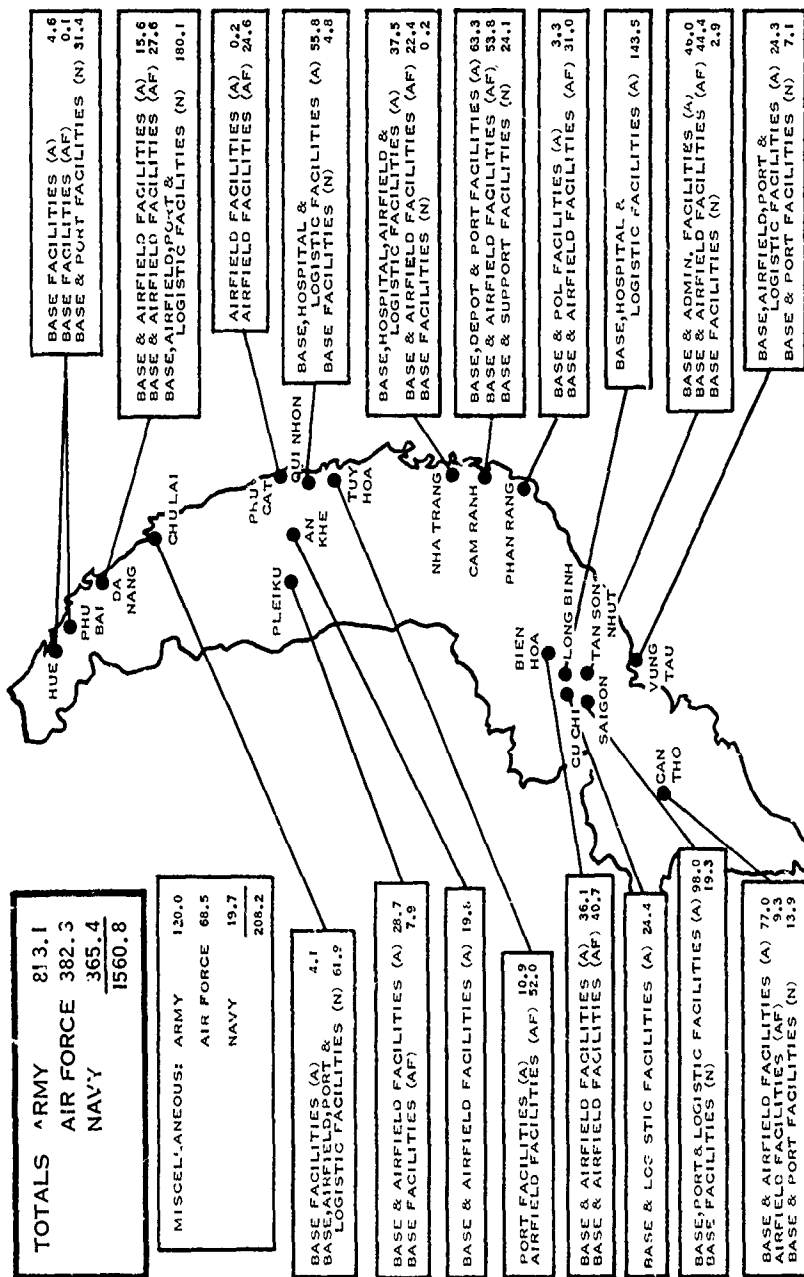 TOTALS ARMY 813.1
AIR FORCE 382.3
NAVY 365.4
1560.8
MISCELLANEOUS: ARMY 120.0
AIR FORCE 68.5
NAVY 19.7
208.2
BASE FACILITIES (A) 4.1
BASE, AIRFIELD, PORT &
LOGISTIC FACILITIES (N) 61.9
BASE & AIRFIELD FACILITIES (A) 28.7
BASE FACILITIES (AF) 7.9
BASE & AIRFIELD FACILITIES (A) 19.8
PORT FACILITIES (A) 10.9
AIRFIELD FACILITIES (AF) 52.0
BASE & AIRFIELD FACILITIES (A) 36.1
BASE & AIRFIELD FACILITIES (AF) 40.7
BASE & LOGISTIC FACILITIES (A) 24.4
BASE, PORT & LOGISTIC FACILITIES (A) 98.0
BASE FACILITIES (N) 19.3
BASE & AIRFIELD FACILITIES (A) 77.0
AIRFIELD FACILITIES (AF) 9.3
BASE & PORT FACILITIES (N) 13.9
HUE
PHU
BAI
DA
NANG
CHU LAI
PHU
CAT
QUI NHON
AN
KHE
TUY
HOA
PLEIKU
NHA TRANG
CAM RANH
PHAN RANG
BIEN
HOA
LONG BINH
CU CHI
TAN SON
NHUT
SAIGON
VUNG
TAU
CAN
THO
BASE FACILITIES (A) 4.6
BASE FACILITIES (AF) 0.1
BASE & PORT FACILITIES (N) 31.4
BASE & AIRFIELD FACILITIES (A) 15.6
BASE & AIRFIELD FACILITIES (AF) 27.6
BASE, AIRFIELD, PORT &
LOGISTIC FACILITIES (N) 180.1
AIRFIELD FACILITIES (A) 0.2
AIRFIELD FACILITIES (AF) 24.6
BASE, HOSPITAL &
LOGISTIC FACILITIES (A) 55.8
BASE FACILITIES (N) 4.8
BASE, HOSPITAL, AIRFIELD &
LOGISTIC FACILITIES (A) 37.5
BASE & AIRFIELD FACILITIES (AF) 22.4
BASE FACILITIES (N) 0.2
BASE, DEPOT & PORT FACILITIES (A) 63.3
BASE & AIRFIELD FACILITIES (AF) 53.8
BASE & SUPPORT FACILITIES (N) 24.1
BASE & POL FACILITIES (A) 3.3
BASE & AIRFIELD FACILITIES (AF) 31.0
BASE, HOSPITAL &
LOGISTIC FACILITIES (A) 143.5
BASE & ADMIN. FACILITIES (A) 46.0
BASE & AIRFIELD FACILITIES (AF) 44.4
BASE FACILITIES (N) 2.9
BASE, AIRFIELD, PORT &
LOGISTIC FACILITIES (A) 24.3
BASE & PORT FACILITIES (N) 7.1